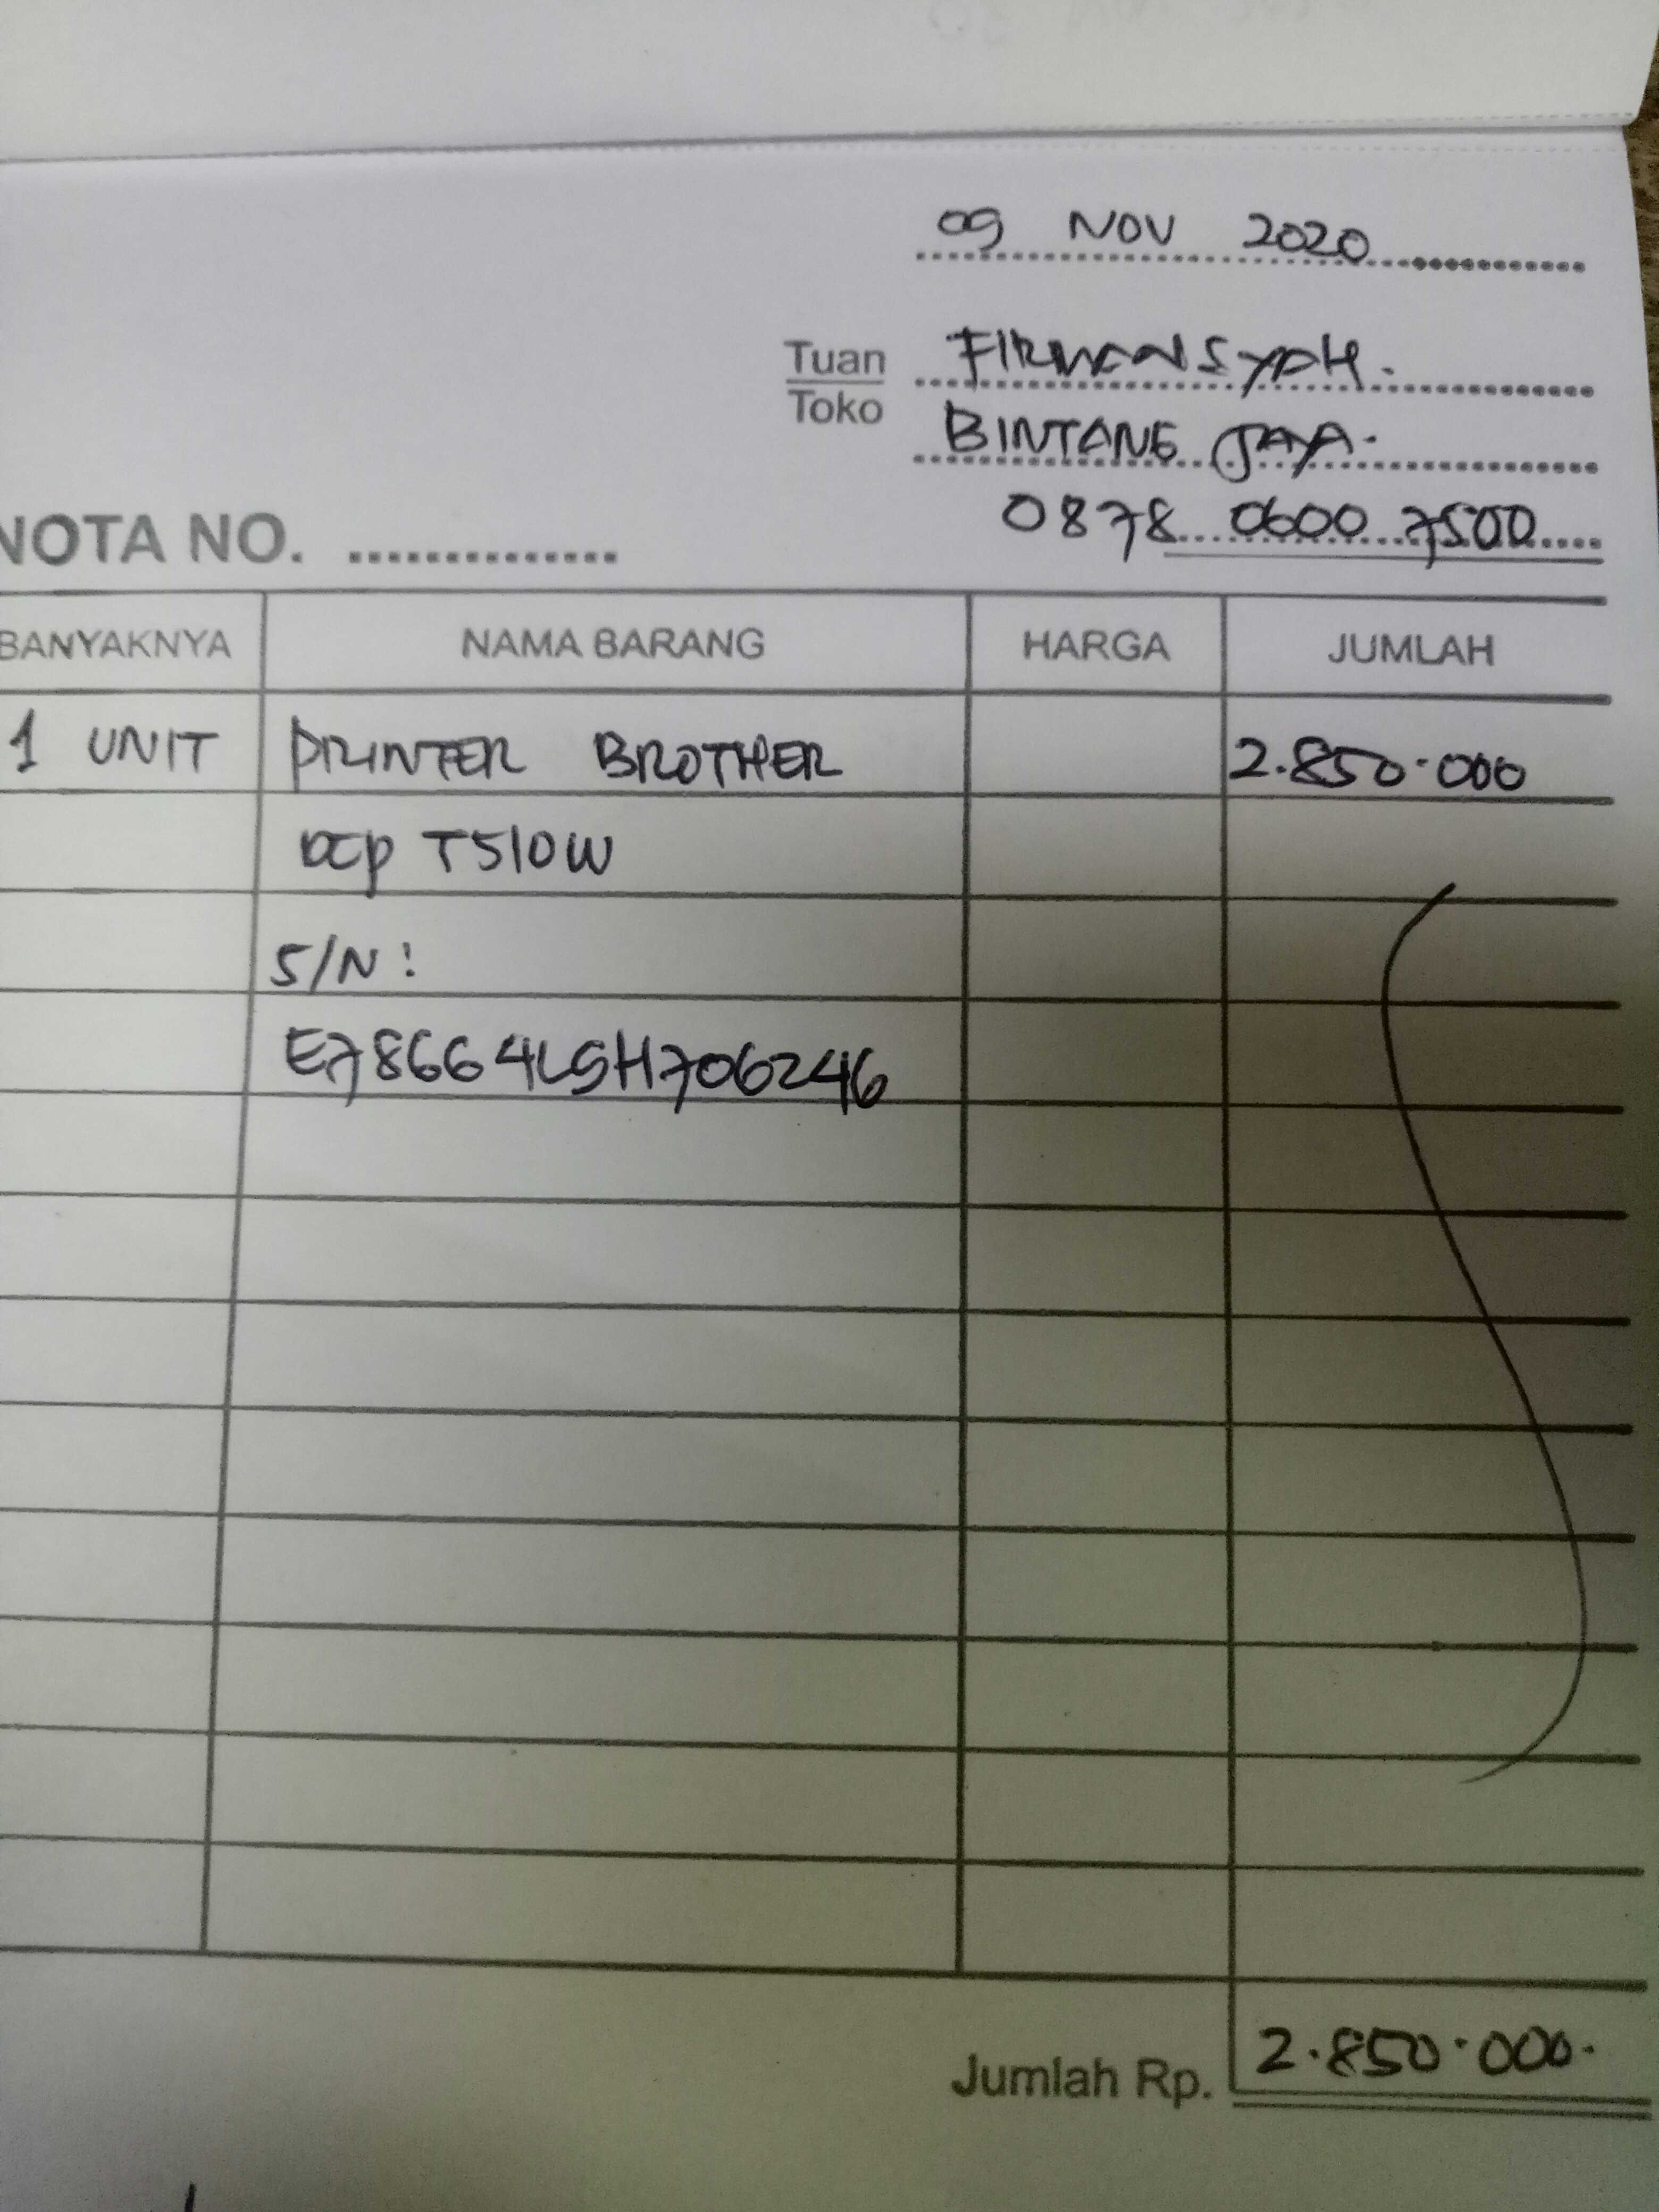 09 NOV 2020
Tuan FIRMANSYAH.
Toko BINTANG JAYA.
0878 0600 7500
NOTA NO. ..............
BANYAKNYA NAMA BARANG HARGA JUMLAH
1 UNIT PRINTER BROTHER 2.850.000
DCP T510W
S/N:
E78664L9H706246
Jumlah Rp. 2.850.000.